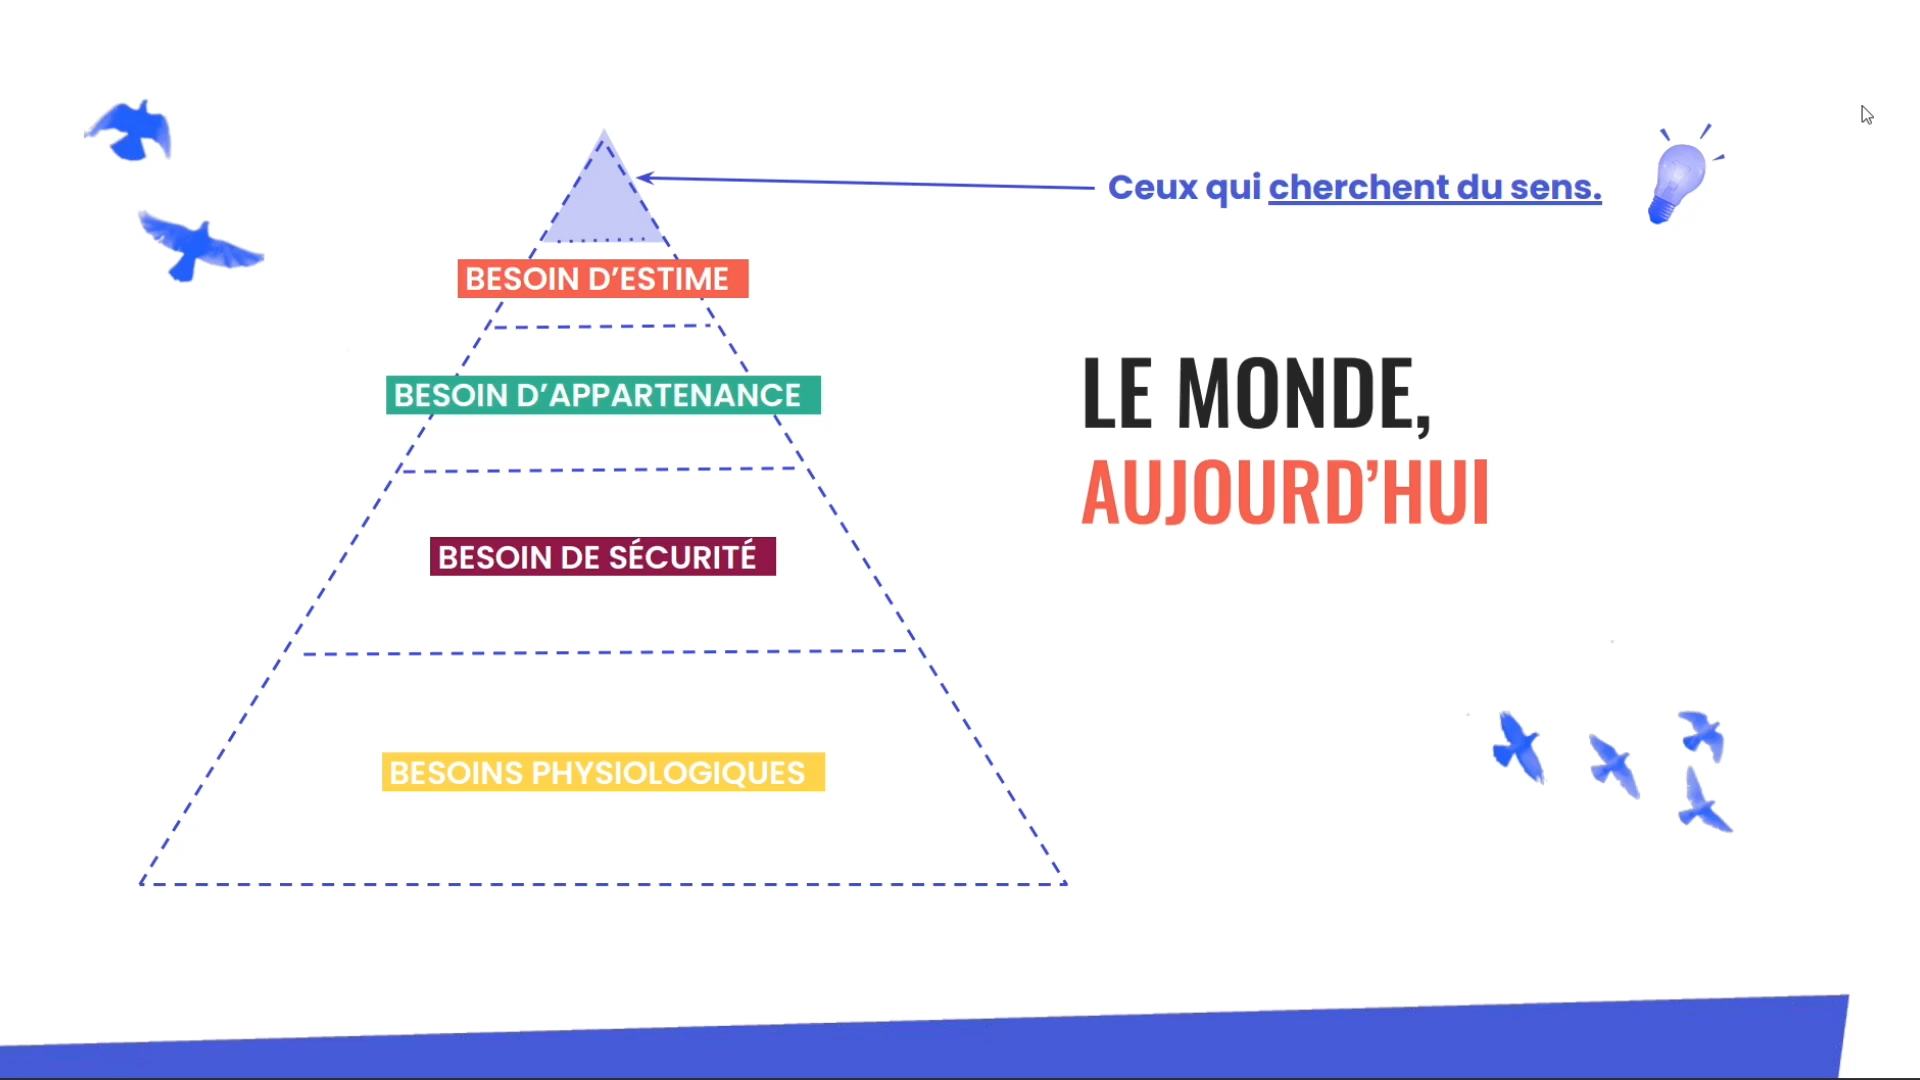 Ceux qui cherchent du sens.
BESOIN D’ESTIME
BESOIN D’APPARTENANCE
BESOIN DE SÉCURITÉ
BESOINS PHYSIOLOGIQUES
LE MONDE,
AUJOURD’HUI